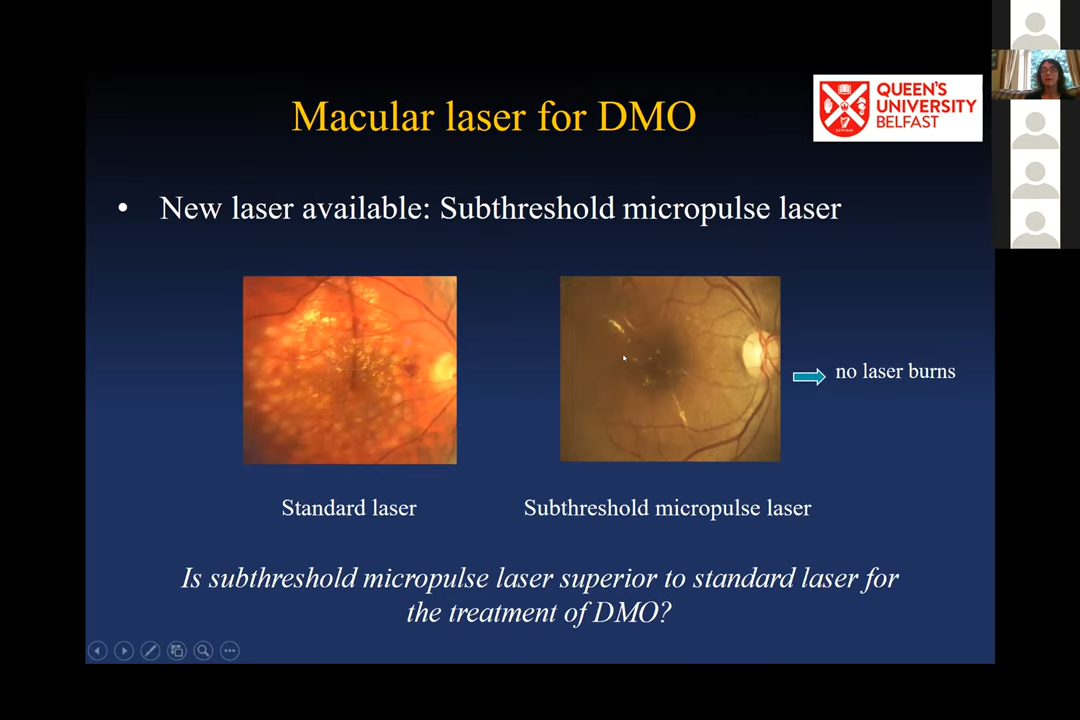 Macular laser for DMO
QUEEN'S
UNIVERSITY
BELFAST
• New laser available: Subthreshold micropulse laser
no laser burns
Standard laser
Subthreshold micropulse laser
Is subthreshold micropulse laser superior to standard laser for
the treatment of DMO?